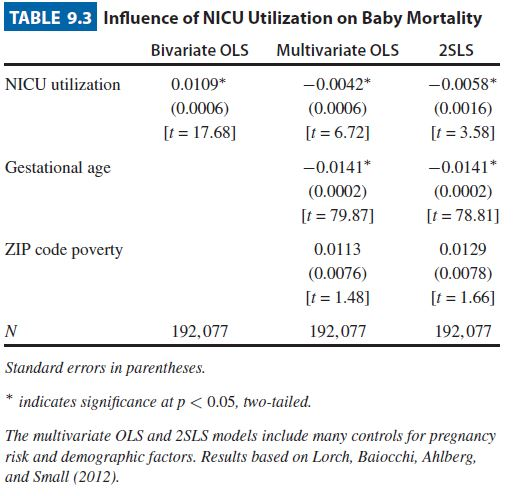 TABLE 9.3 Influence of NICU Utilization on Baby Mortality
Bivariate OLS Multivariate OLS 2SLS
NICU utilization 0.0109* −0.0042* −0.0058*
(0.0006) (0.0006) (0.0016)
[t = 17.68] [t = 6.72] [t = 3.58]
Gestational age −0.0141* −0.0141*
(0.0002) (0.0002)
[t = 79.87] [t = 78.81]
ZIP code poverty 0.0113 0.0129
(0.0076) (0.0078)
[t = 1.48] [t = 1.66]
N 192,077 192,077 192,077
Standard errors in parentheses.
* indicates significance at p < 0.05, two-tailed.
The multivariate OLS and 2SLS models include many controls for pregnancy
risk and demographic factors. Results based on Lorch, Baiocchi, Ahlberg,
and Small (2012).